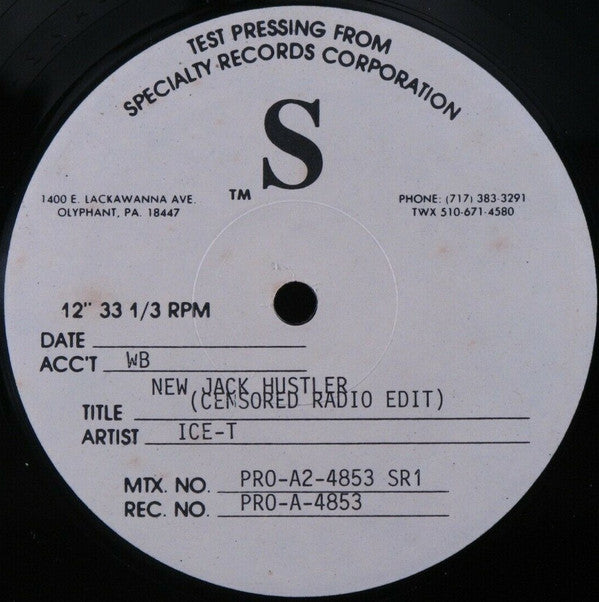 TEST PRESSING FROM
SPECIALTY RECORDS CORPORATION
S
TM
1400 E. LACKAWANNA AVE.
OLYPHANT, PA. 18447
PHONE: (717) 383-3291
TWX 510-671-4580
12" 33 1/3 RPM
DATE
ACC'T WB
NEW JACK HUSTLER
(CENSORED RADIO EDIT)
TITLE
ARTIST ICE-T
MTX. NO. PRO-A2-4853 SR1
REC. NO. PRO-A-4853